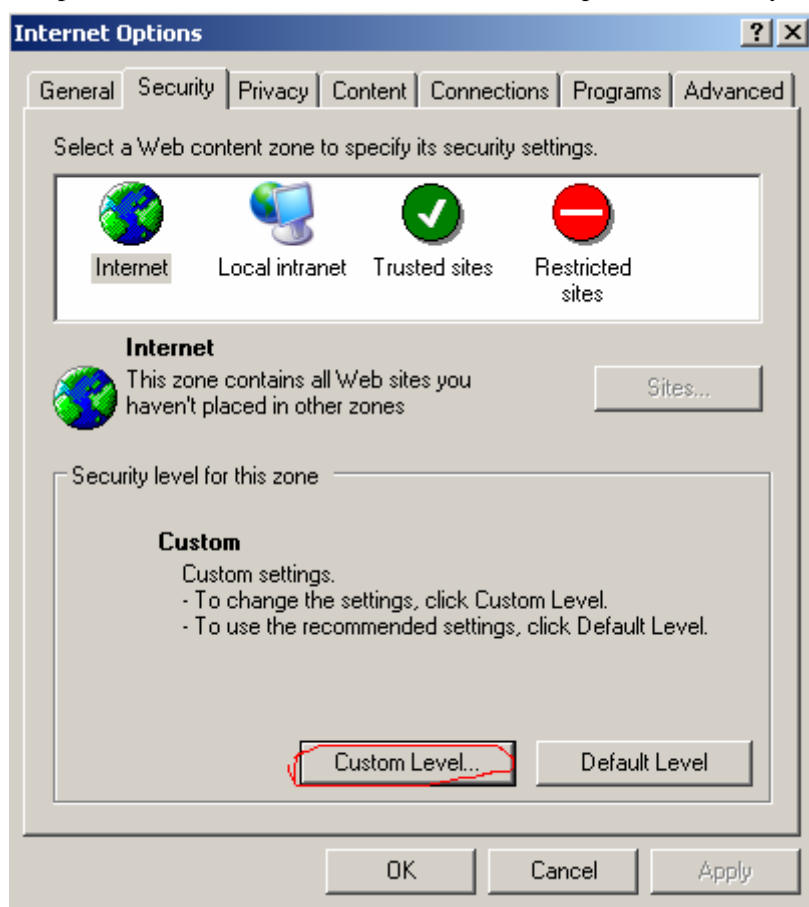 Internet Options
General Security Privacy Content Connections Programs Advanced
Select a Web content zone to specify its security settings.
Internet Local intranet Trusted sites Restricted sites
Internet
This zone contains all Web sites you
haven't placed in other zones
Sites...
Security level for this zone
Custom
Custom settings.
- To change the settings, click Custom Level.
- To use the recommended settings, click Default Level.
Custom Level... Default Level
OK Cancel Apply